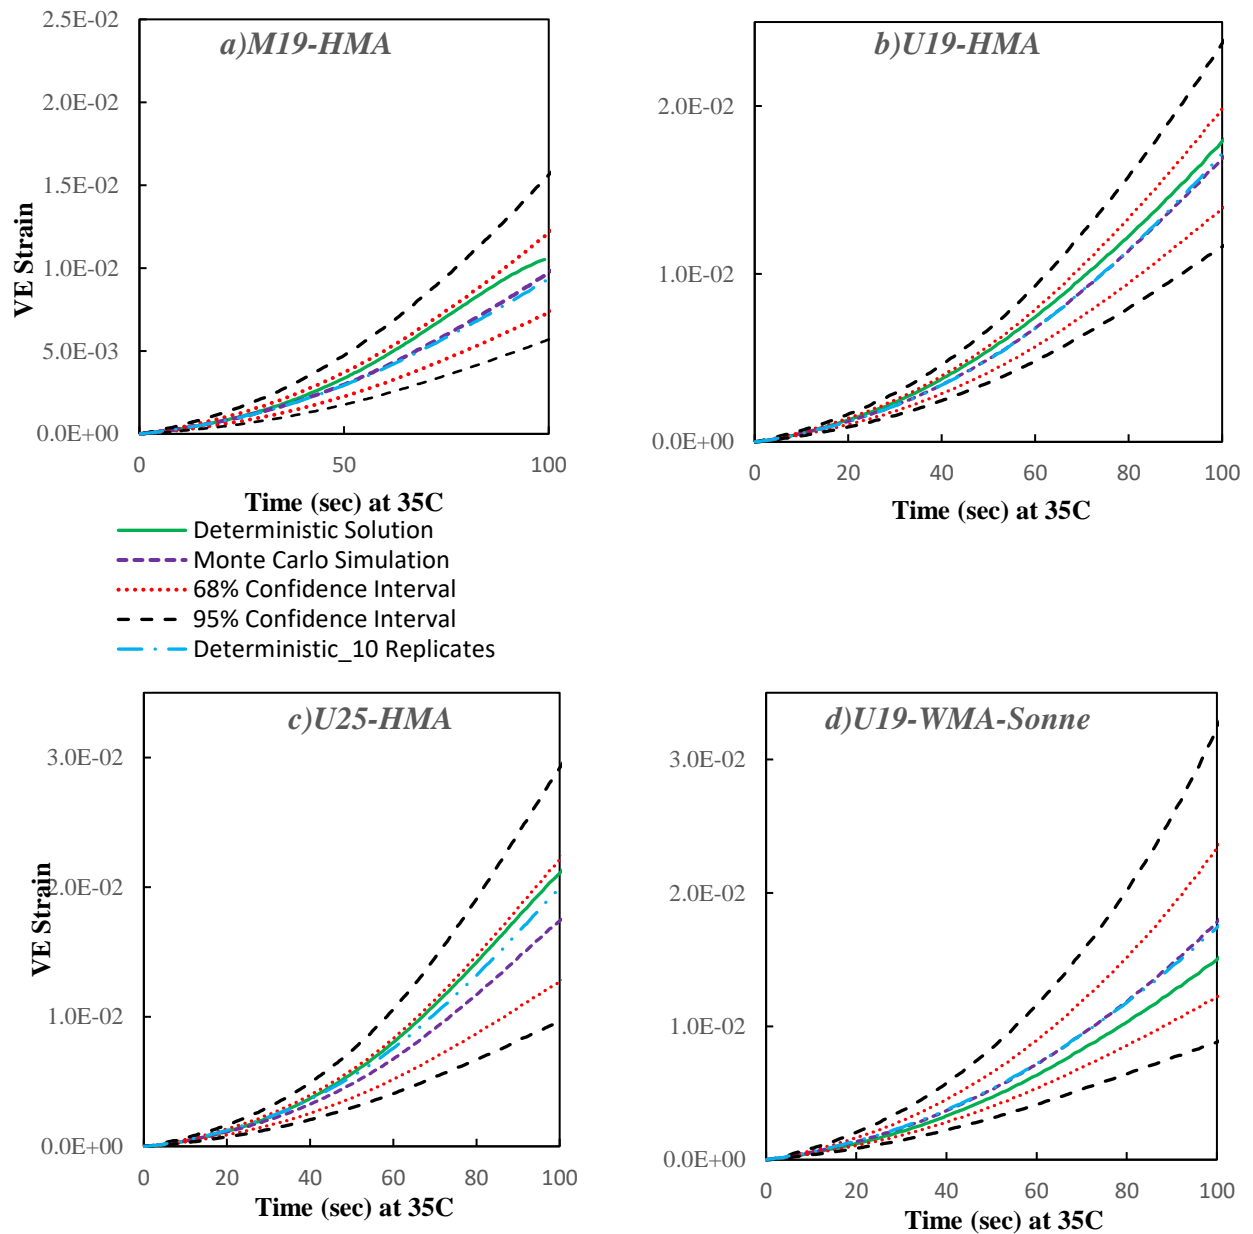 a)M19-HMA
2.5E-02
2.0E-02
1.5E-02
1.0E-02
5.0E-03
0.0E+00
VE Strain
0
50
100
Time (sec) at 35C
b)U19-HMA
2.0E-02
1.0E-02
0.0E+00
0
20
40
60
80
100
Time (sec) at 35C
Deterministic Solution
Monte Carlo Simulation
68% Confidence Interval
95% Confidence Interval
Deterministic_10 Replicates
c)U25-HMA
3.0E-02
2.0E-02
1.0E-02
0.0E+00
VE Strain
0
20
40
60
80
100
Time (sec) at 35C
d)U19-WMA-Sonne
3.0E-02
2.0E-02
1.0E-02
0.0E+00
0
20
40
60
80
100
Time (sec) at 35C